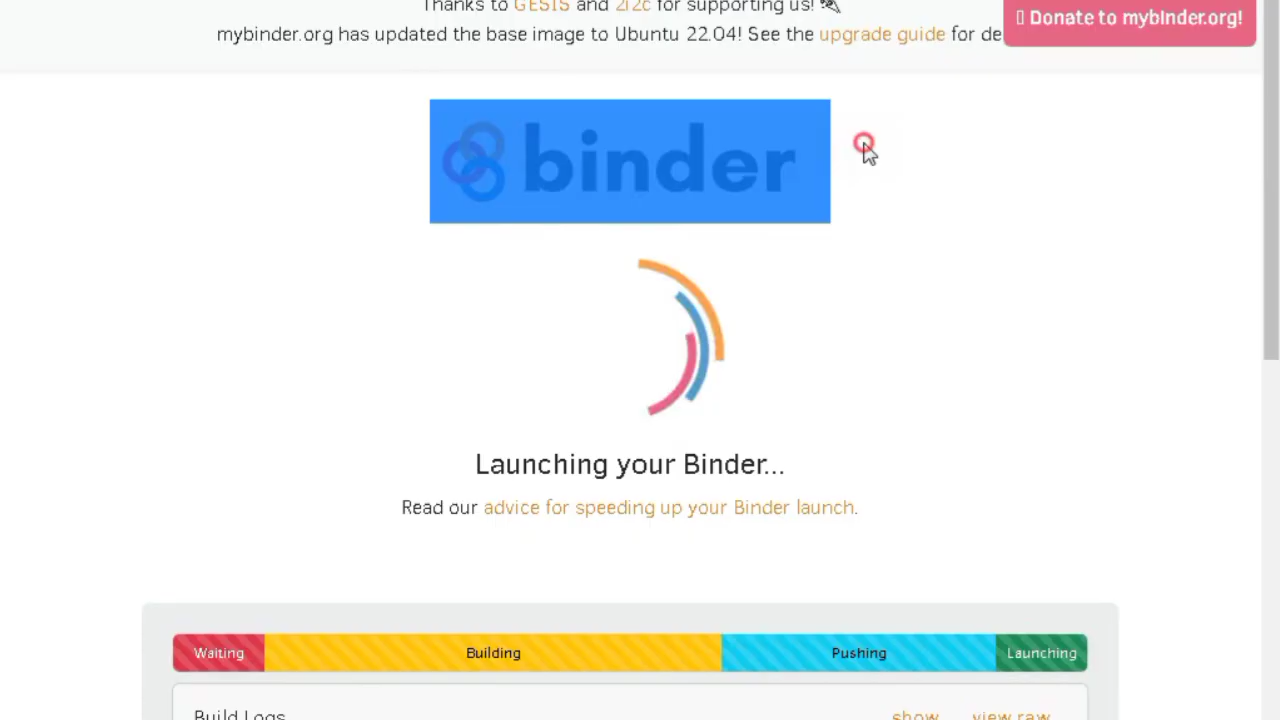 Thanks to GESIS and 2i2c for supporting us! 
mybinder.org has updated the base image to Ubuntu 22.04! See the upgrade guide for de
Donate to mybinder.org!
binder
Launching your Binder...
Read our advice for speeding up your Binder launch.
Waiting Building Pushing Launching
Build Logs show view raw